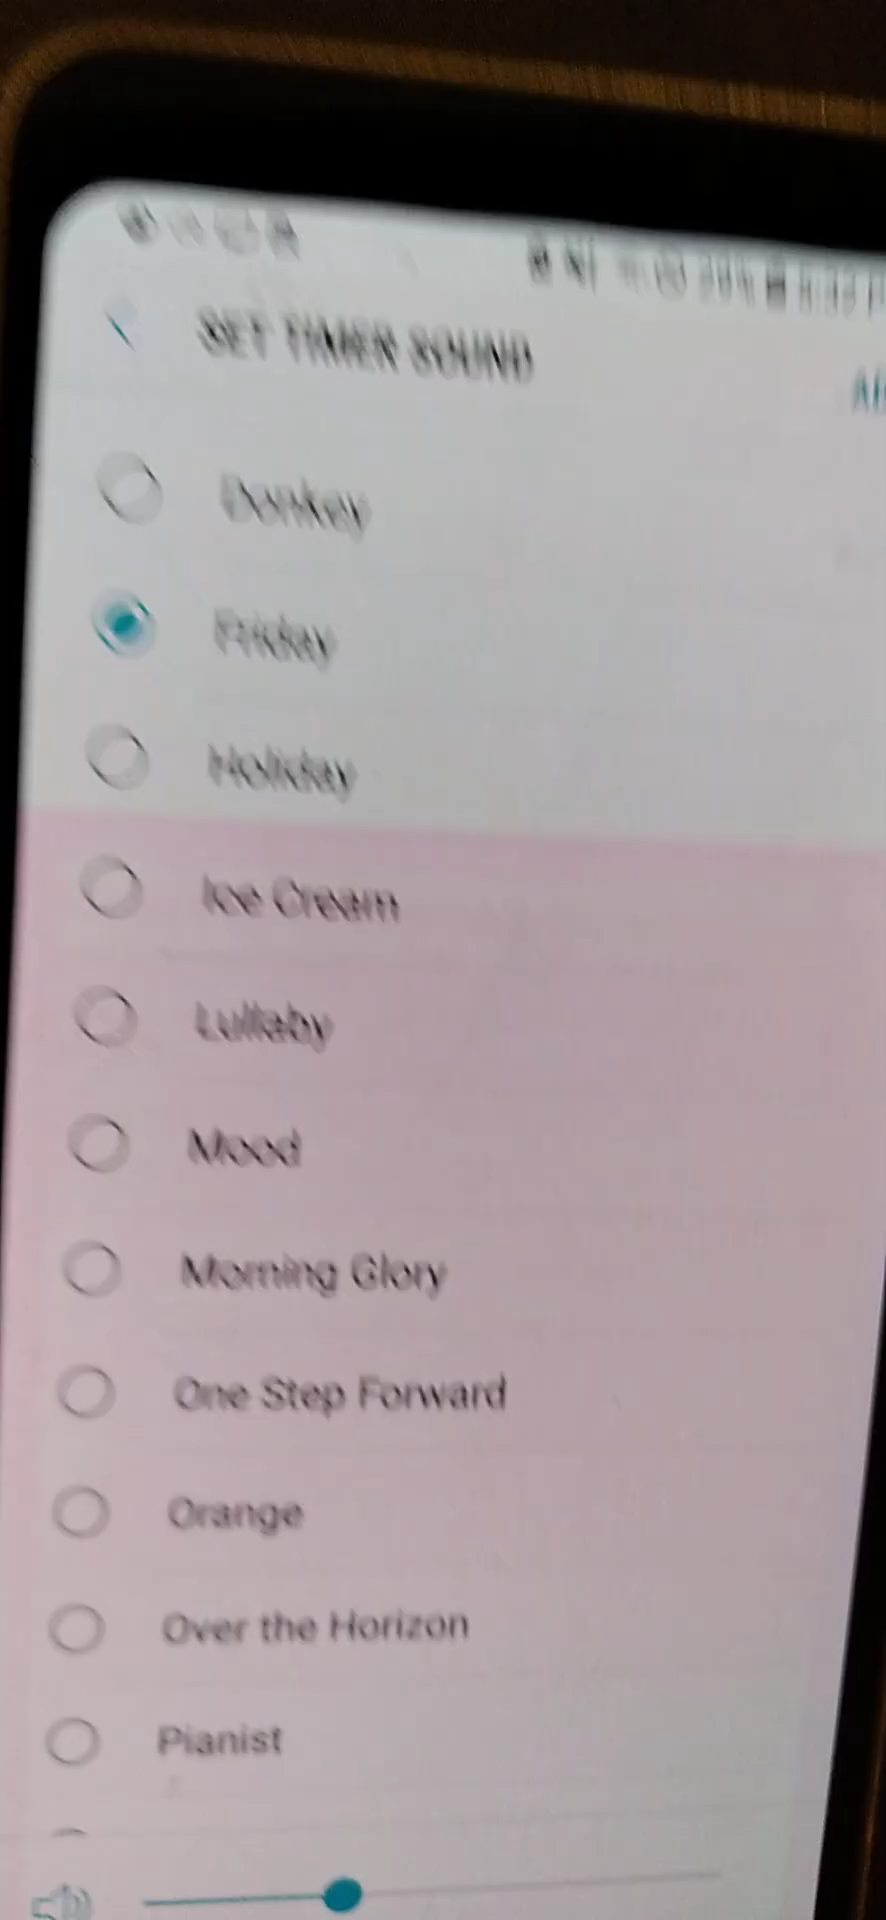 SET TIMER SOUND
Donkey
Friday
Holiday
Ice Cream
Lullaby
Mood
Morning Glory
One Step Forward
Orange
Over the Horizon
Pianist